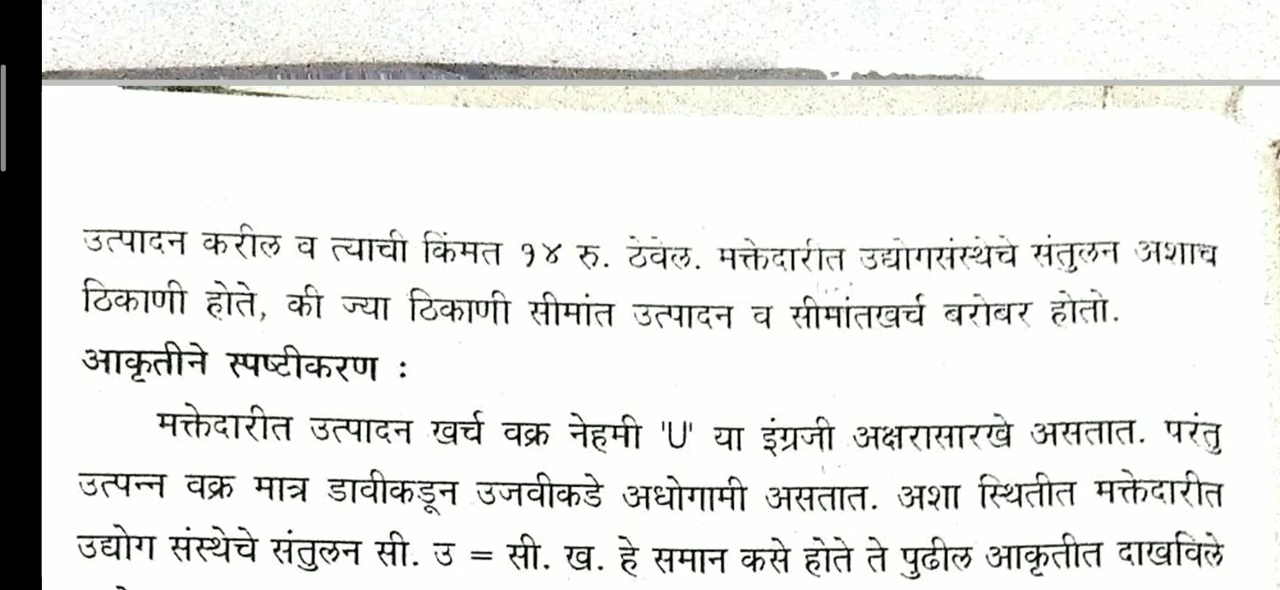 उत्पादन करील व त्याची किंमत १४ रु. ठेवेल. मक्तेदारीत उद्योगसंस्थेचे संतुलन अशाच
ठिकाणी होते, की ज्या ठिकाणी सीमांत उत्पादन व सीमांतखर्च बरोबर होतो.
आकृतीने स्पष्टीकरण :
मक्तेदारीत उत्पादन खर्च वक्र नेहमी 'U' या इंग्रजी अक्षरासारखे असतात. परंतु
उत्पन्न वक्र मात्र डावीकडून उजवीकडे अधोगामी असतात. अशा स्थितीत मक्तेदारीत
उद्योग संस्थेचे संतुलन सी. उ = सी. ख. हे समान कसे होते ते पुढील आकृतीत दाखविले